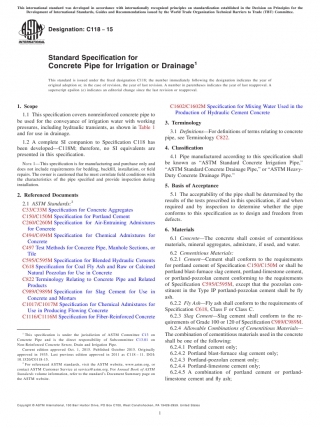 This international standard was developed in accordance with internationally recognized principles on standardization established in the Decision on Principles for the
Development of International Standards, Guides and Recommendations issued by the World Trade Organization Technical Barriers to Trade (TBT) Committee.
Designation: C118 − 15
Standard Specification for
Concrete Pipe for Irrigation or Drainage1
This standard is issued under the fixed designation C118; the number immediately following the designation indicates the year of
original adoption or, in the case of revision, the year of last revision. A number in parentheses indicates the year of last reapproval. A
superscript epsilon (ε) indicates an editorial change since the last revision or reapproval.
1. Scope
1.1 This specification covers nonreinforced concrete pipe to
be used for the conveyance of irrigation water with working
pressures, including hydraulic transients, as shown in Table 1
and for use in drainage.
1.2 A complete SI companion to Specification C118 has
been developed—C118M; therefore, no SI equivalents are
presented in this specification.
NOTE 1—This specification is for manufacturing and purchase only, and
does not include requirements for bedding, backfill, installation, or field
repairs. The owner is cautioned that he must correlate field conditions with
the characteristics of the pipe specified and provide inspection during
installation.
2. Referenced Documents
2.1 ASTM Standards:2
C33/C33M Specification for Concrete Aggregates
C150/C150M Specification for Portland Cement
C260/C260M Specification for Air-Entraining Admixtures
for Concrete
C494/C494M Specification for Chemical Admixtures for
Concrete
C497 Test Methods for Concrete Pipe, Manhole Sections, or
Tile
C595/C595M Specification for Blended Hydraulic Cements
C618 Specification for Coal Fly Ash and Raw or Calcined
Natural Pozzolan for Use in Concrete
C822 Terminology Relating to Concrete Pipe and Related
Products
C989/C989M Specification for Slag Cement for Use in
Concrete and Mortars
C1017/C1017M Specification for Chemical Admixtures for
Use in Producing Flowing Concrete
C1116/C1116M Specification for Fiber-Reinforced Concrete
1 This specification is under the jurisdiction of ASTM Committee C13 on
Concrete Pipe and is the direct responsibility of Subcommittee C13.01 on
Non-Reinforced Concrete Sewer, Drain and Irrigation Pipe.
Current edition approved Oct. 1, 2015. Published October 2015. Originally
2 For referenced ASTM standards, visit the ASTM website, www.astm.org, or
contact ASTM Customer Service at service@astm.org. For Annual Book of ASTM
Standards volume information, refer to the standard's Document Summary page on
the ASTM website.
C1602/C1602M Specification for Mixing Water Used in the
Production of Hydraulic Cement Concrete
3. Terminology
3.1 Definitions—For definitions of terms relating to concrete
pipe, see Terminology C822.
4. Classification
4.1 Pipe manufactured according to this specification shall
be known as “ASTM Standard Concrete Irrigation Pipe,”
“ASTM Standard Concrete Drainage Pipe,” or “ASTM Heavy-
Duty Concrete Drainage Pipe.”
5. Basis of Acceptance
5.1 The acceptability of the pipe shall be determined by the
results of the tests prescribed in this specification, if and when
required and by inspection to determine whether the pipe
conforms to this specification as to design and freedom from
defects.
6. Materials
6.1 Concrete—The concrete shall consist of cementitious
materials, mineral aggregates, admixtures, if used, and water.
6.2 Cementitious Materials:
6.2.1 Cement—Cement shall conform to the requirements
for portland cement of Specification C150/C150M or shall be
portland blast-furnace slag cement, portland-limestone cement,
or portland-pozzolan cement conforming to the requirements
of Specification C595/C595M, except that the pozzolan con-
stituent in the Type IP portland-pozzolan cement shall be fly
ash.
6.2.2 Fly Ash—Fly ash shall conform to the requirements of
Specification C618, Class F or Class C.
6.2.3 Slag Cement—Slag cement shall conform to the re-
quirements of Grade 100 or 120 of Specification C989/C989M.
6.2.4 Allowable Combinations of Cementitious Materials—
The combination of cementitious materials used in the concrete
shall be one of the following:
6.2.4.1 Portland cement only;
6.2.4.2 Portland blast-furnace slag cement only;
6.2.4.3 Portland-pozzolan cement only;
6.2.4.4 Portland-limestone cement only;
6.2.4.5 A combination of portland cement or portland-
limestone cement and fly ash;
Copyright © ASTM International, 100 Barr Harbor Drive, PO Box C700, West Conshohocken, PA 19428-2959. United States
1